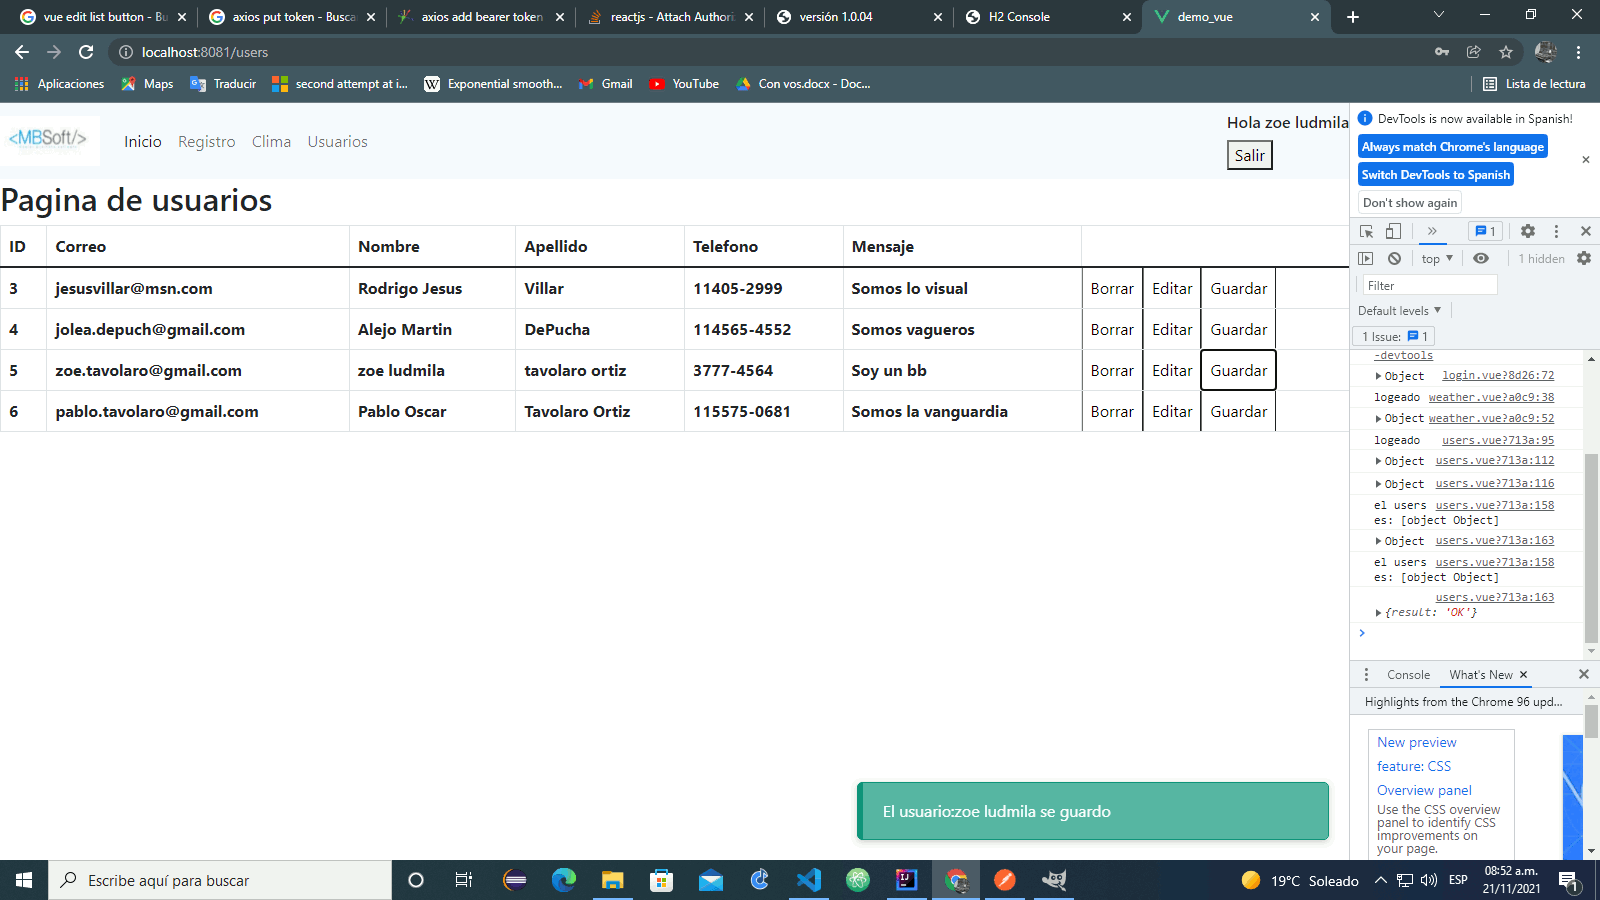 vue edit list button - Bu
axios put token - Busca
axios add bearer token
reactjs - Attach Authori
versión 1.0.04
H2 Console
demo_vue
localhost:8081/users
Aplicaciones
Maps
Traducir
second attempt at i...
Exponential smooth...
Gmail
YouTube
Con vos.docx - Doc...
Lista de lectura
<MBSoft/>
Inicio
Registro
Clima
Usuarios
Hola zoe ludmila
Salir
Pagina de usuarios
ID Correo Nombre Apellido Telefono Mensaje
3 jesusvillar@msn.com Rodrigo Jesus Villar 11405-2999 Somos lo visual Borrar Editar Guardar
4 jolea.depuch@gmail.com Alejo Martin DePucha 114565-4552 Somos vagueros Borrar Editar Guardar
5 zoe.tavolaro@gmail.com zoe ludmila tavolaro ortiz 3777-4564 Soy un bb Borrar Editar Guardar
6 pablo.tavolaro@gmail.com Pablo Oscar Tavolaro Ortiz 115575-0681 Somos la vanguardia Borrar Editar Guardar
El usuario:zoe ludmila se guardo
DevTools is now available in Spanish!
Always match Chrome's language
Switch DevTools to Spanish
Don't show again
1
top
1 hidden
Filter
Default levels
1 Issue: 1
-devtools
Object login.vue?8d26:72
logeado weather.vue?a0c9:38
Object weather.vue?a0c9:52
logeado users.vue?713a:95
Object users.vue?713a:112
Object users.vue?713a:116
el users users.vue?713a:158
es: [object Object]
Object users.vue?713a:163
el users users.vue?713a:158
es: [object Object]
users.vue?713a:163
{result: 'OK'}
Console
What's New
Highlights from the Chrome 96 upd...
New preview
feature: CSS
Overview panel
Use the CSS overview
panel to identify CSS
improvements on
your page.
Escribe aquí para buscar
19°C Soleado
ESP
08:52 a.m.
21/11/2021
1